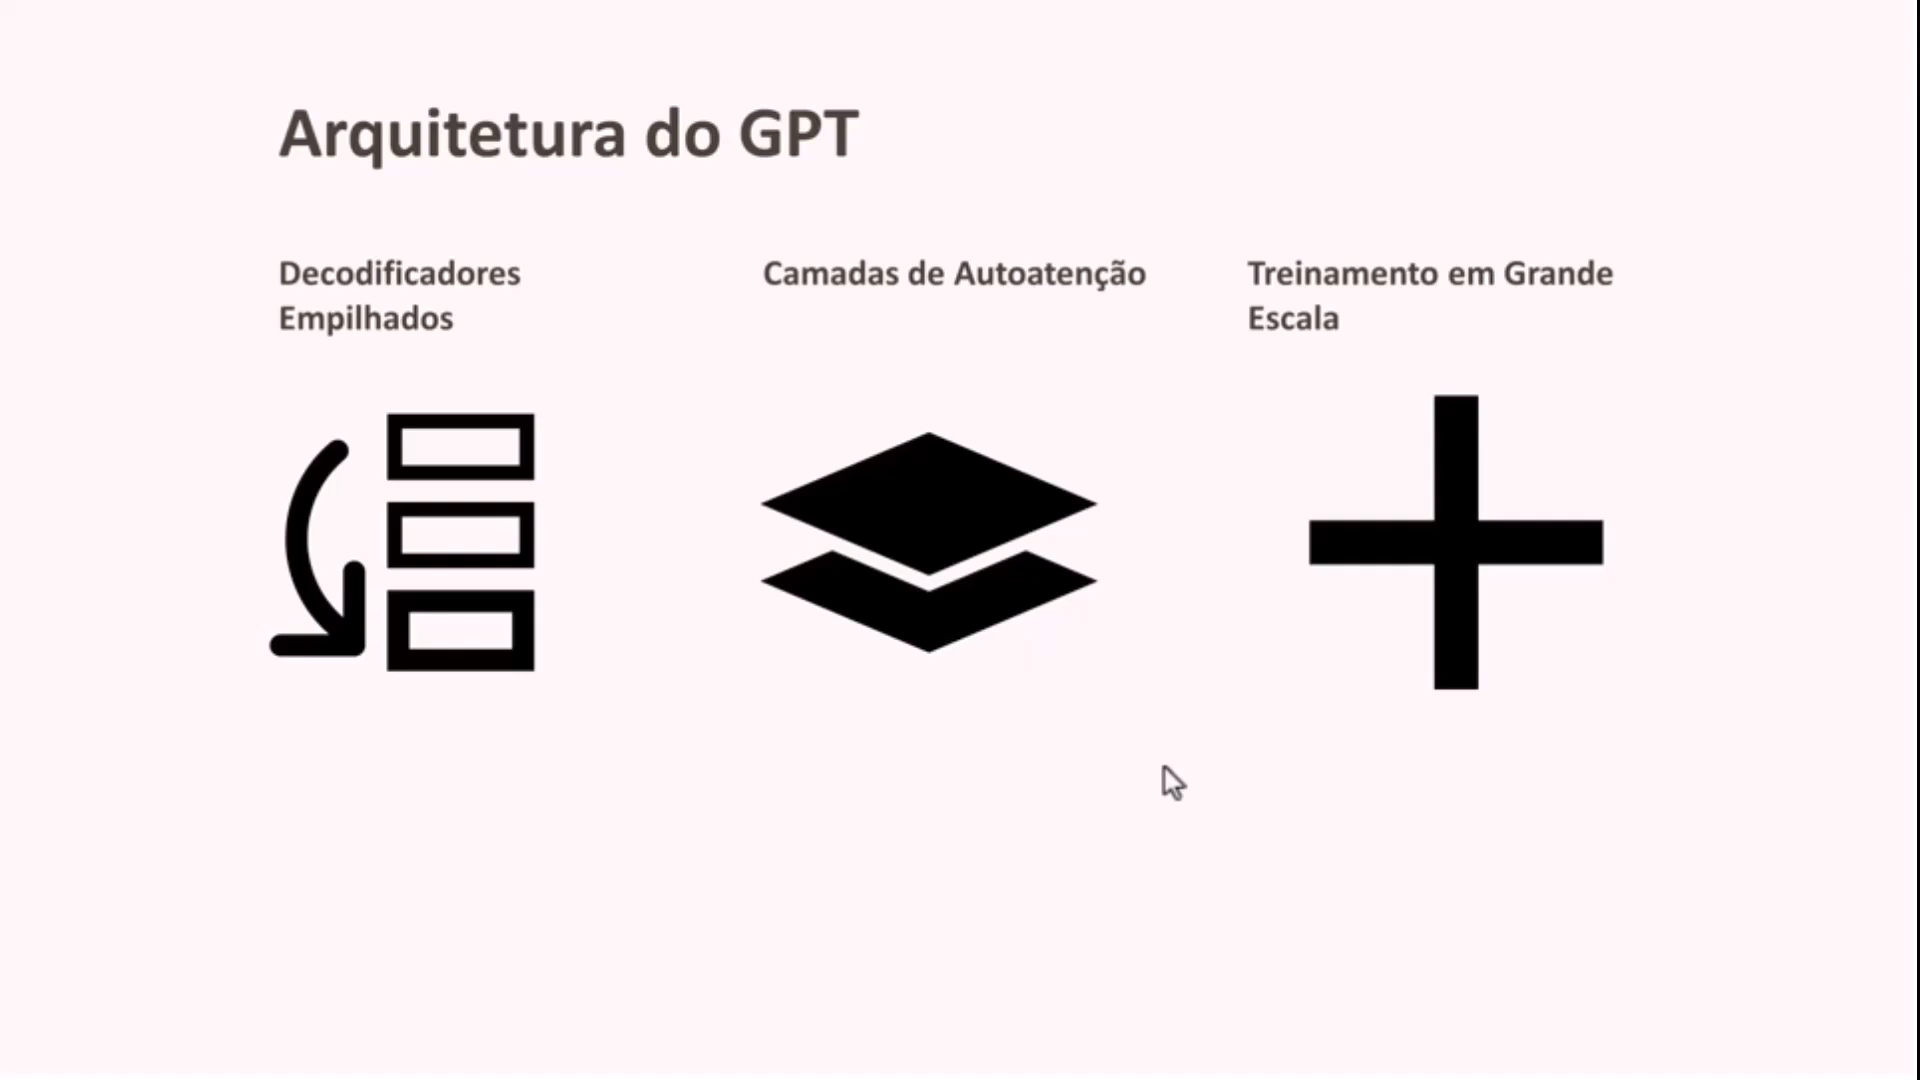 Arquitetura do GPT
Decodificadores
Empilhados
Camadas de Autoatenção
Treinamento em Grande
Escala